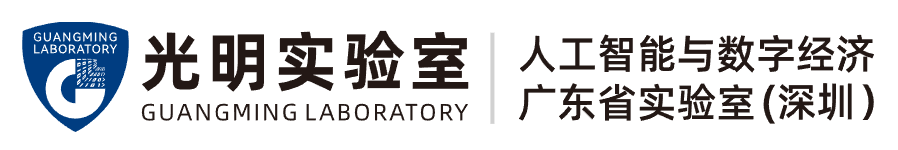 GUANGMING
LABORATORY
光明实验室
GUANGMING LABORATORY
人工智能与数字经济
广东省实验室(深圳)